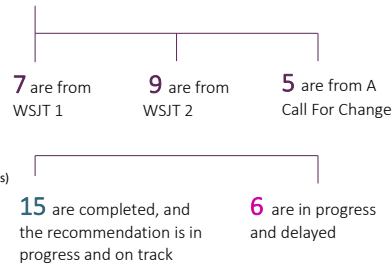 7 are from
WSJT 1
9 are from
WSJT 2
5 are from A
Call For Change
s)
15 are completed, and
the recommendation is in
progress and on track
6 are in progress
and delayed